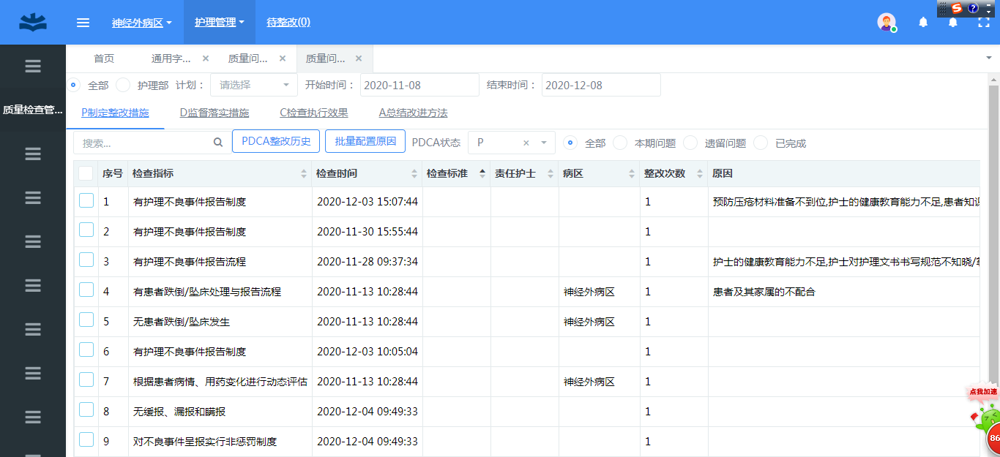 神经外病区 护理管理 待整改(0)
首页 通用字... × 质量问... × 质量问... ×
全部 护理部 计划： 请选择 开始时间： 2020-11-08 结束时间： 2020-12-08
质量检查管...
P制定整改措施 D监督落实措施 C检查执行效果 A总结改进方法
搜索... PDCA整改历史 批量配置原因 PDCA状态 P × 全部 本期问题 遗留问题 已完成
序号 检查指标 检查时间 检查标准 责任护士 病区 整改次数 原因
1 有护理不良事件报告制度 2020-12-03 15:07:44 1 预防压疮材料准备不到位,护士的健康教育能力不足,患者知识
2 有护理不良事件报告制度 2020-11-30 15:55:44 1
3 有护理不良事件报告流程 2020-11-28 09:37:34 1 护士的健康教育能力不足,护士对护理文书书写规范不知晓/掌
4 有患者跌倒/坠床处理与报告流程 2020-11-13 10:28:44 神经外病区 1 患者及其家属的不配合
5 无患者跌倒/坠床发生 2020-11-13 10:28:44 神经外病区 1
6 有护理不良事件报告制度 2020-12-03 10:05:04 1
7 根据患者病情、用药变化进行动态评估 2020-11-13 10:28:44 神经外病区 1
8 无缓报、漏报和瞒报 2020-12-04 09:49:33 1
9 对不良事件呈报实行非惩罚制度 2020-12-04 09:49:33 1
点我加速
86